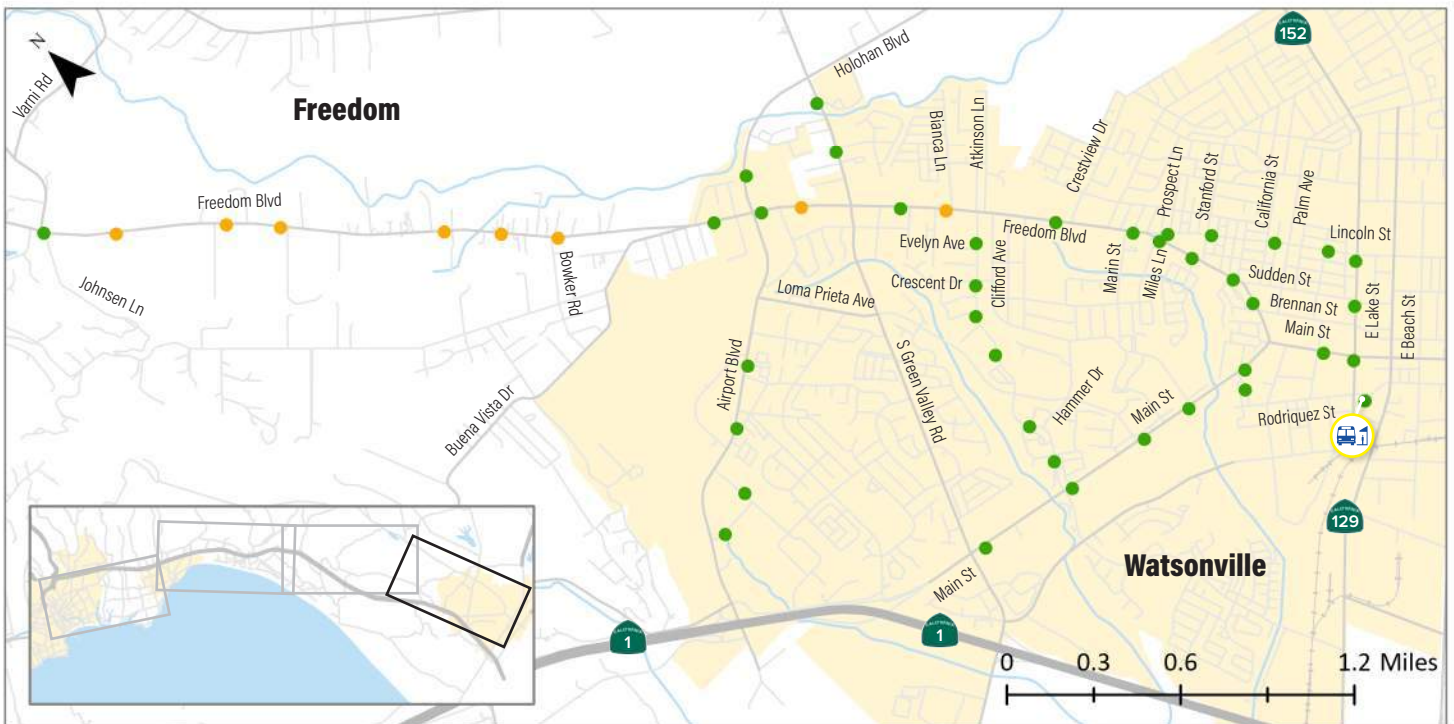 152
N
Holohan Blvd
Varni Rd
Freedom
Bianca Ln
Atkinson Ln
Crestview Dr
Prospect Ln
Stanford St
California St
Palm Ave
Freedom Blvd
Lincoln St
Evelyn Ave
Freedom Blvd
Marin St
Miles Ln
Clifford Ave
Bowker Rd
Johnsen Ln
Crescent Dr
Loma Prieta Ave
Sudden St
Brennan St
Main St
E Lake St
E Beach St
Airport Blvd
S Green Valley Rd
Hammer Dr
Main St
Rodriquez St
Buena Vista Dr
CALIFORNIA
129
Watsonville
Main St
CALIFORNIA
1
CALIFORNIA
1
0 0.3 0.6 1.2 Miles